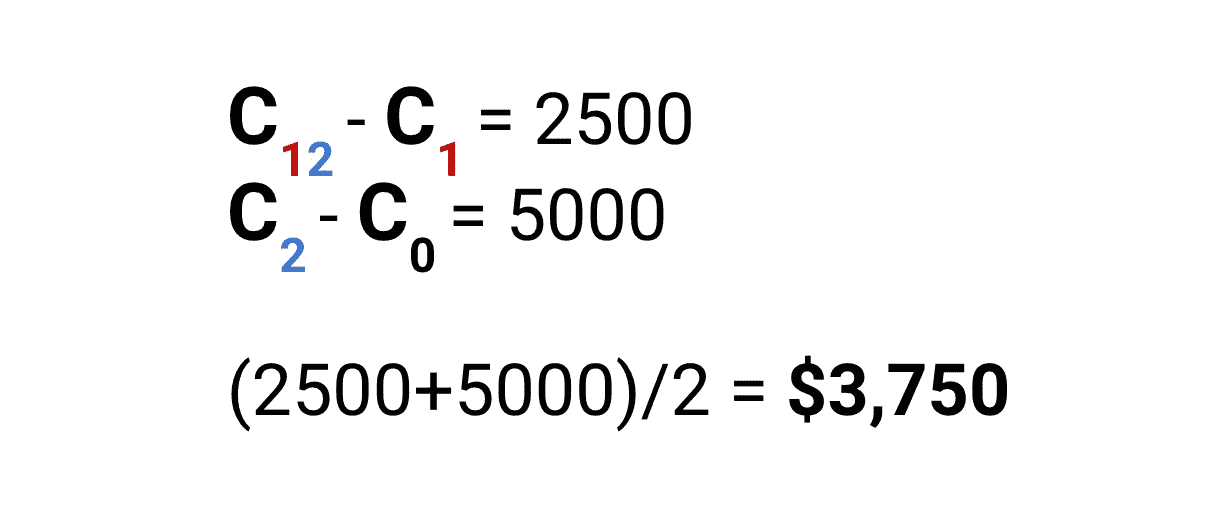 C₁₂ - C₁ = 2500
C₂ - C₀ = 5000
(2500+5000)/2 = $3,750